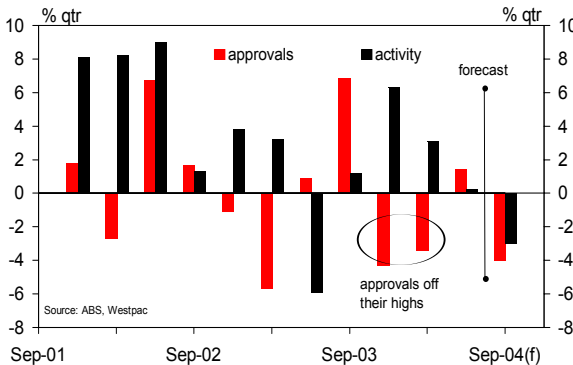 % qtr % qtr
10 10
8 approvals activity 8
6 forecast 6
4 4
2 2
0 0
-2 -2
-4 -4
approvals off
-6 their highs -6
Source: ABS, Westpac
-8 -8
Sep-01 Sep-02 Sep-03 Sep-04(f)